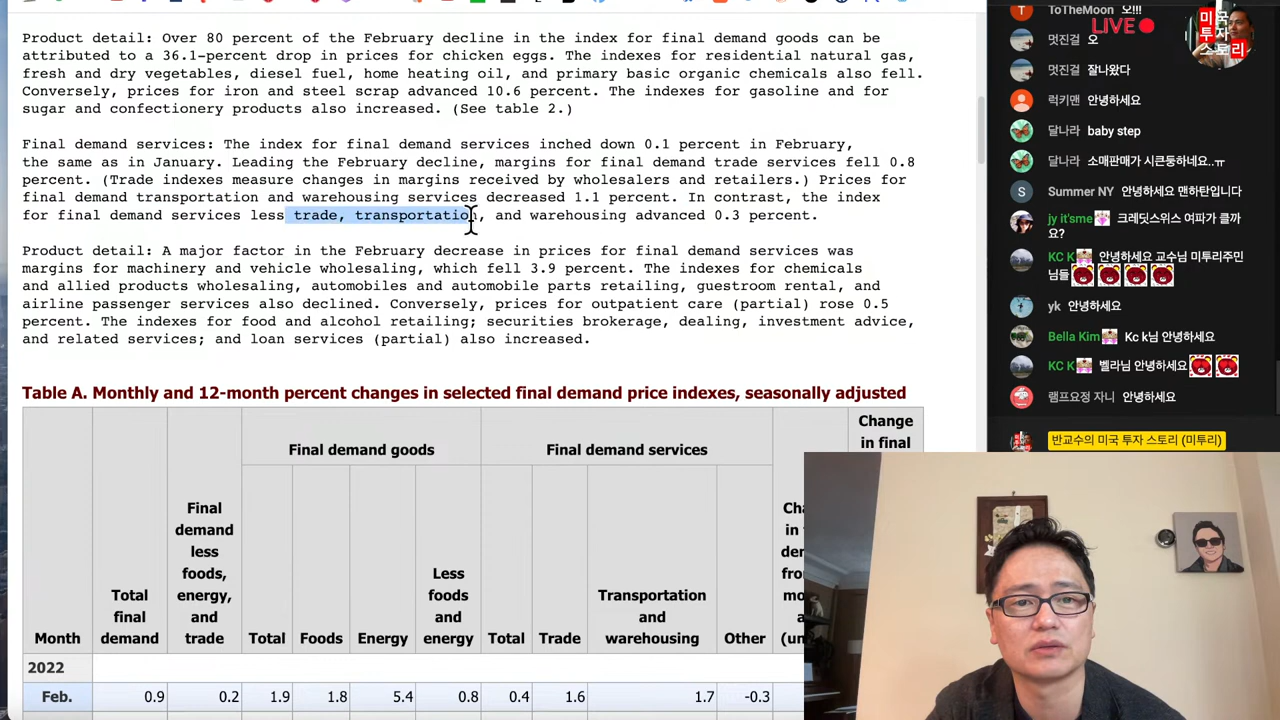 Product detail: Over 80 percent of the February decline in the index for final demand goods can be
attributed to a 36.1-percent drop in prices for chicken eggs. The indexes for residential natural gas,
fresh and dry vegetables, diesel fuel, home heating oil, and primary basic organic chemicals also fell.
Conversely, prices for iron and steel scrap advanced 10.6 percent. The indexes for gasoline and for
sugar and confectionery products also increased. (See table 2.)
Final demand services: The index for final demand services inched down 0.1 percent in February,
the same as in January. Leading the February decline, margins for final demand trade services fell 0.8
percent. (Trade indexes measure changes in margins received by wholesalers and retailers.) Prices for
final demand transportation and warehousing services decreased 1.1 percent. In contrast, the index
for final demand services less trade, transportation, and warehousing advanced 0.3 percent.
Product detail: A major factor in the February decrease in prices for final demand services was
margins for machinery and vehicle wholesaling, which fell 3.9 percent. The indexes for chemicals
and allied products wholesaling, automobiles and automobile parts retailing, guestroom rental, and
airline passenger services also declined. Conversely, prices for outpatient care (partial) rose 0.5
percent. The indexes for food and alcohol retailing; securities brokerage, dealing, investment advice,
and related services; and loan services (partial) also increased.
Table A. Monthly and 12-month percent changes in selected final demand price indexes, seasonally adjusted
Month
Total
final
demand
Final
demand
less
foods,
energy,
and
trade
Final demand goods
Total
Foods
Energy
Less
foods
and
energy
Final demand services
Total
Trade
Transportation
and
warehousing
Other
Change
in final
2022
Feb. 0.9 0.2 1.9 1.8 5.4 0.8 0.4 1.6 1.7 -0.3
ToTheMoon 오!!!
LIVE
미국
투자
스토리
멋진걸 오
멋진걸 잘나왔다
럭키맨 안녕하세요
달나라 baby step
달나라 소매판매가 시큰둥하네요..ㅠ
Summer NY 안녕하세요 맨하탄입니다
jy it'sme 크레딧스위스 여파가 클까
요?
KC K 안녕하세요 교수님 미투리주민
님들
yk 안녕하세요
Bella Kim Kc k님 안녕하세요
KC K 벨라님 안녕하세요
램프요정 자니 안녕하세요
반교수의 미국 투자 스토리 (미투리)